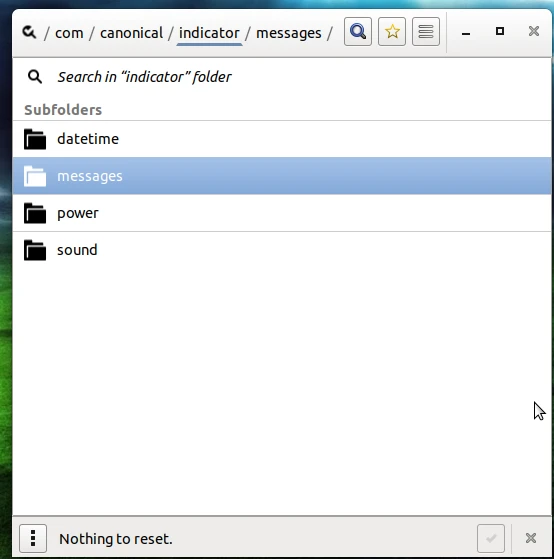 / com / canonical / indicator / messages /
Search in “indicator” folder
Subfolders
datetime
messages
power
sound
Nothing to reset.